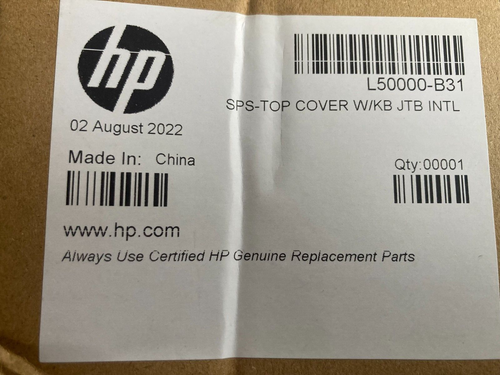 hp
L50000-B31
SPS-TOP COVER W/KB JTB INTL
02 August 2022
Made In: China
Qty:00001
www.hp.com
Always Use Certified HP Genuine Replacement Parts